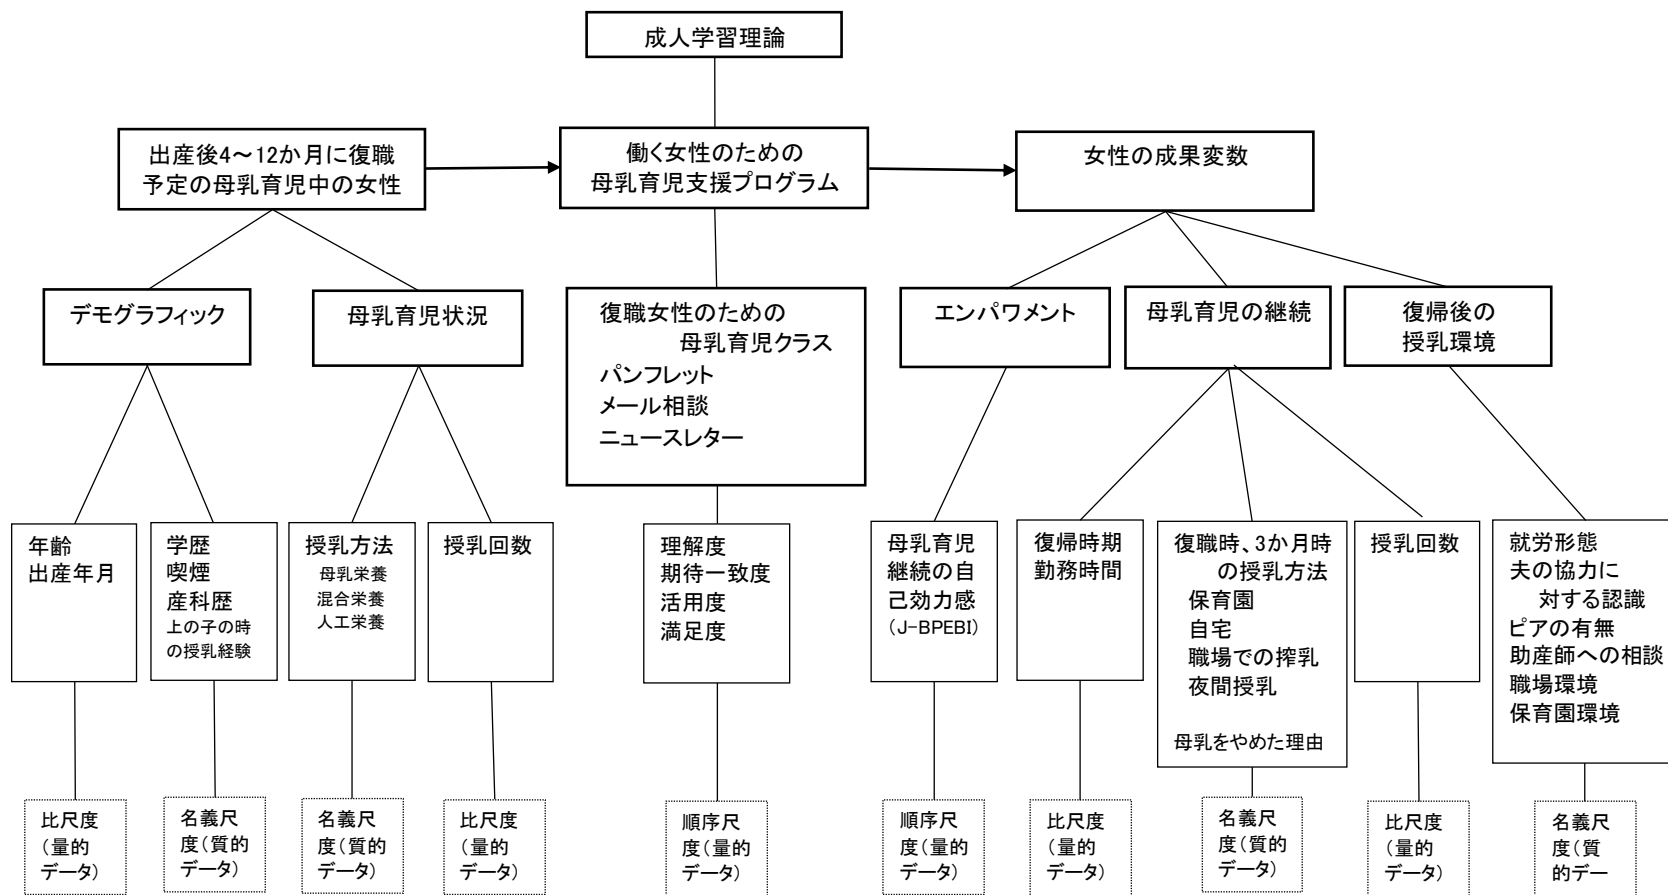 成人学習理論
出産後4～12か月に復職
予定の母乳育児中の女性
働く女性のための
母乳育児支援プログラム
女性の成果変数
デモグラフィック
母乳育児状況
復職女性のための
母乳育児クラス
パンフレット
メール相談
ニュースレター
エンパワメント
母乳育児の継続
復帰後の
授乳環境
年齢
出産年月
学歴
喫煙
産科歴
上の子の時
の授乳経験
授乳方法
母乳栄養
混合栄養
人工栄養
授乳回数
理解度
期待一致度
活用度
満足度
母乳育児
継続の自
己効力感
(J-BPEBI)
復帰時期
勤務時間
復職時、3か月時
の授乳方法
保育園
自宅
職場での搾乳
夜間授乳
母乳をやめた理由
授乳回数
就労形態
夫の協力に
対する認識
ピアの有無
助産師への相談
職場環境
保育園環境
比尺度
(量的
データ)
名義尺
度(質的
データ)
名義尺
度(質的
データ)
比尺度
(量的
データ)
順序尺
度(量的
データ)
順序尺
度(量的
データ)
比尺度
(量的
データ)
名義尺
度(質的
データ)
比尺度
(量的
データ)
名義尺
度(質
的デー